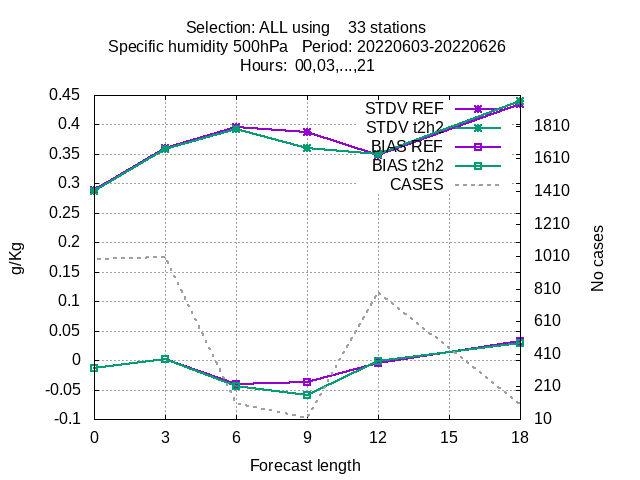 Selection: ALL using    33 stations
Specific humidity 500hPa   Period: 20220603-20220626
Hours: 00,03,...,21
STDV REF
STDV t2h2
BIAS REF
BIAS t2h2
CASES
0.45
0.4
0.35
0.3
0.25
0.2
0.15
0.1
0.05
0
-0.05
-0.1
g/Kg
1810
1610
1410
1210
1010
810
610
410
210
10
No cases
0 3 6 9 12 15 18
Forecast length